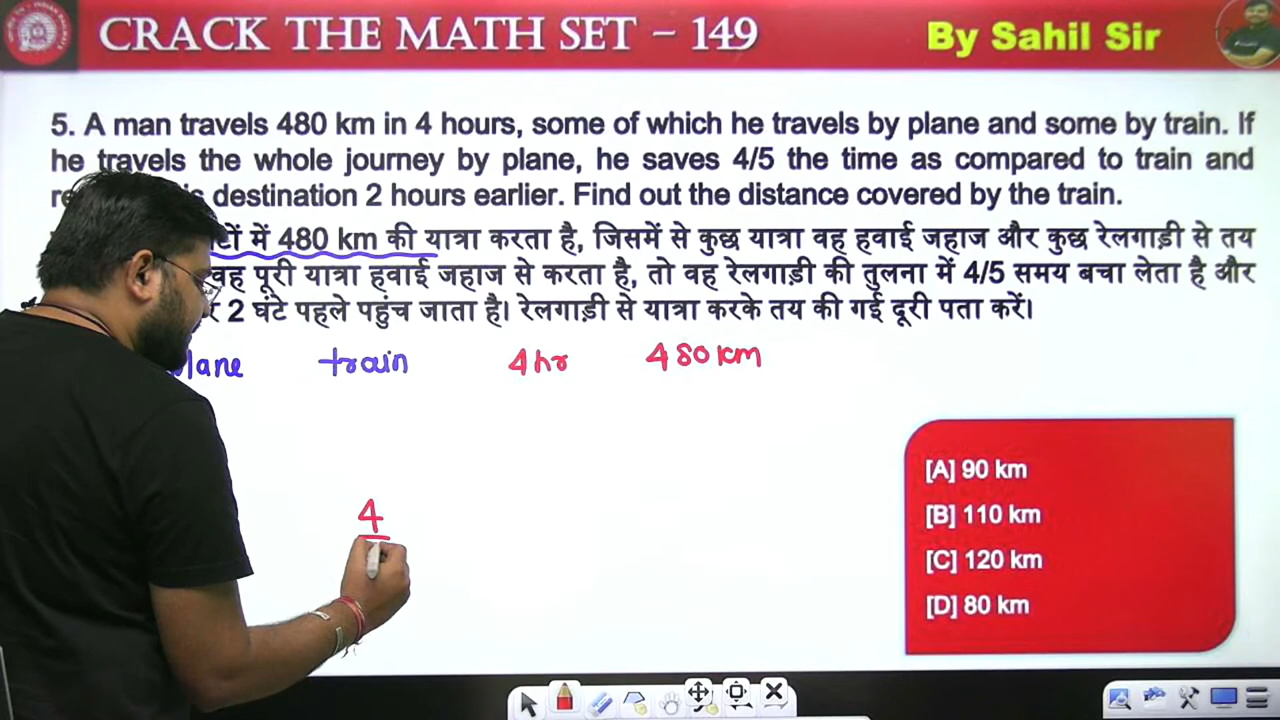 CRACK THE MATH SET – 149
By Sahil Sir
5. A man travels 480 km in 4 hours, some of which he travels by plane and some by train. If
he travels the whole journey by plane, he saves 4/5 the time as compared to train and
destination 2 hours earlier. Find out the distance covered by the train.
में 480 km की यात्रा करता है, जिसमें से कुछ यात्रा वह हवाई जहाज और कुछ रेलगाड़ी से तय
वह पूरी यात्रा हवाई जहाज से करता है, तो वह रेलगाड़ी की तुलना में 4/5 समय बचा लेता है और
2 घंटे पहले पहुंच जाता है। रेलगाड़ी से यात्रा करके तय की गई दूरी पता करें।
train 4hr 480km
4
[A] 90 km
[B] 110 km
[C] 120 km
[D] 80 km